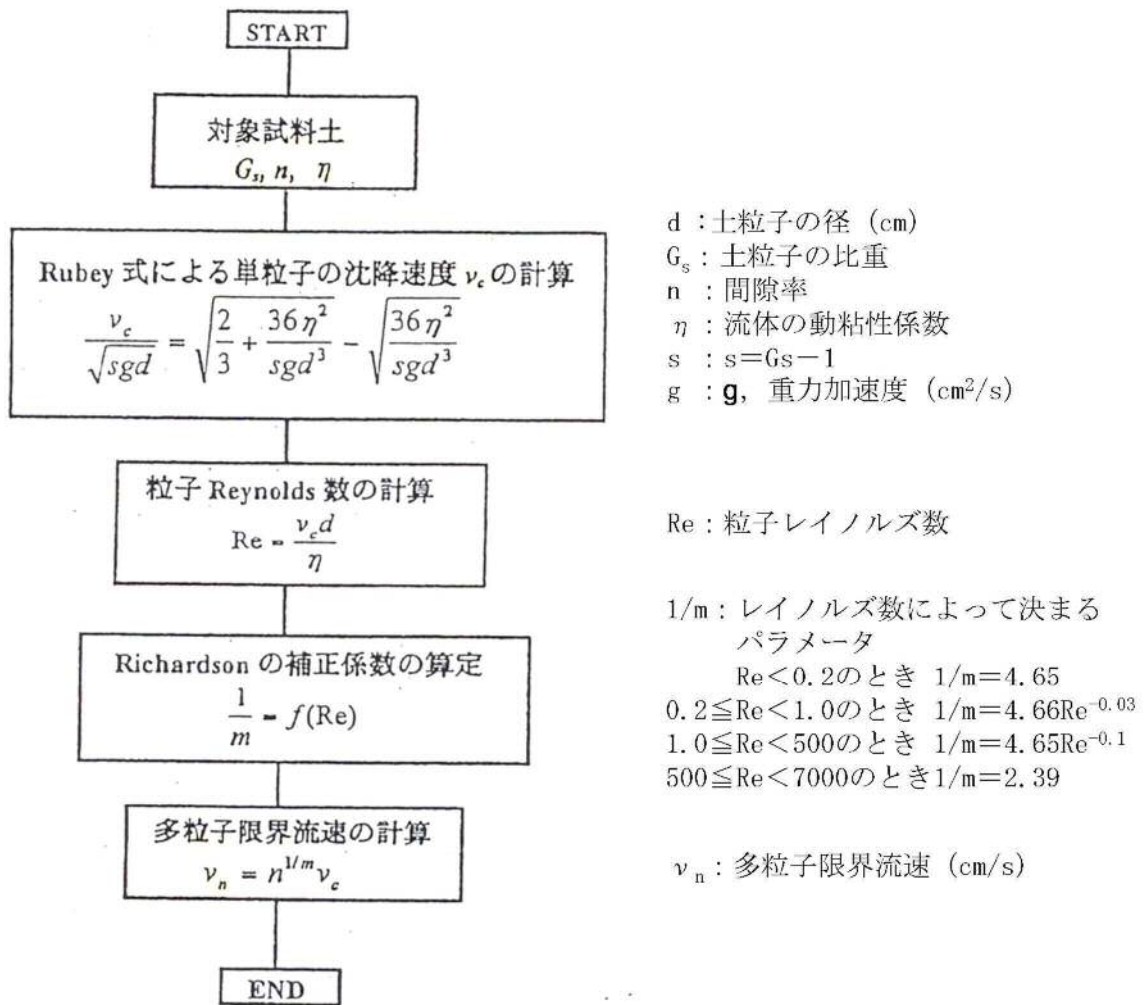 START
対象試料土
G_s, n, η
Rubey 式による単粒子の沈降速度 ν_c の計算
ν_c/√(sgd) = √(2/3 + 36η²/(sgd³)) − √(36η²/(sgd³))
粒子 Reynolds 数の計算
Re = ν_c d/η
Richardson の補正係数の算定
1/m = f(Re)
多粒子限界流速の計算
ν_n = n^{1/m} ν_c
END
d :土粒子の径 (cm)
G_s:土粒子の比重
n :間隙率
η:流体の動粘性係数
s :s=Gs−1
g :g, 重力加速度 (cm²/s)
Re:粒子レイノルズ数
1/m:レイノルズ数によって決まる
パラメータ
Re<0.2のとき 1/m=4.65
0.2≦Re<1.0のとき 1/m=4.66Re^{-0.03}
1.0≦Re<500のとき 1/m=4.65Re^{-0.1}
500≦Re<7000のとき1/m=2.39
ν_n:多粒子限界流速 (cm/s)